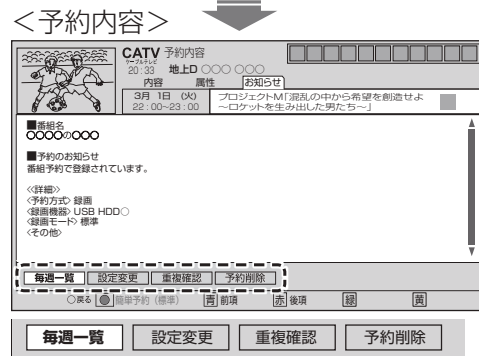 ＜予約内容＞
CATV 予約内容
ケーブルテレビ
20:33 地上D ○○○ ○○○
内容 属性 お知らせ
3月 1日 (火) プロジェクトM「混乱の中から希望を創造せよ
22:00~23:00 ~ロケットを生み出した男たち~」
■番組名
○○○○の○○○
■予約のお知らせ
番組予約で登録されています。
≪詳細≫
<予約方式> 録画
<録画機器> USB HDD○
<録画モード> 標準
<その他>
毎週一覧 設定変更 重複確認 予約削除
○戻る 簡単予約 (標準) 青 前項 赤 後項 緑 黄
毎週一覧 設定変更 重複確認 予約削除